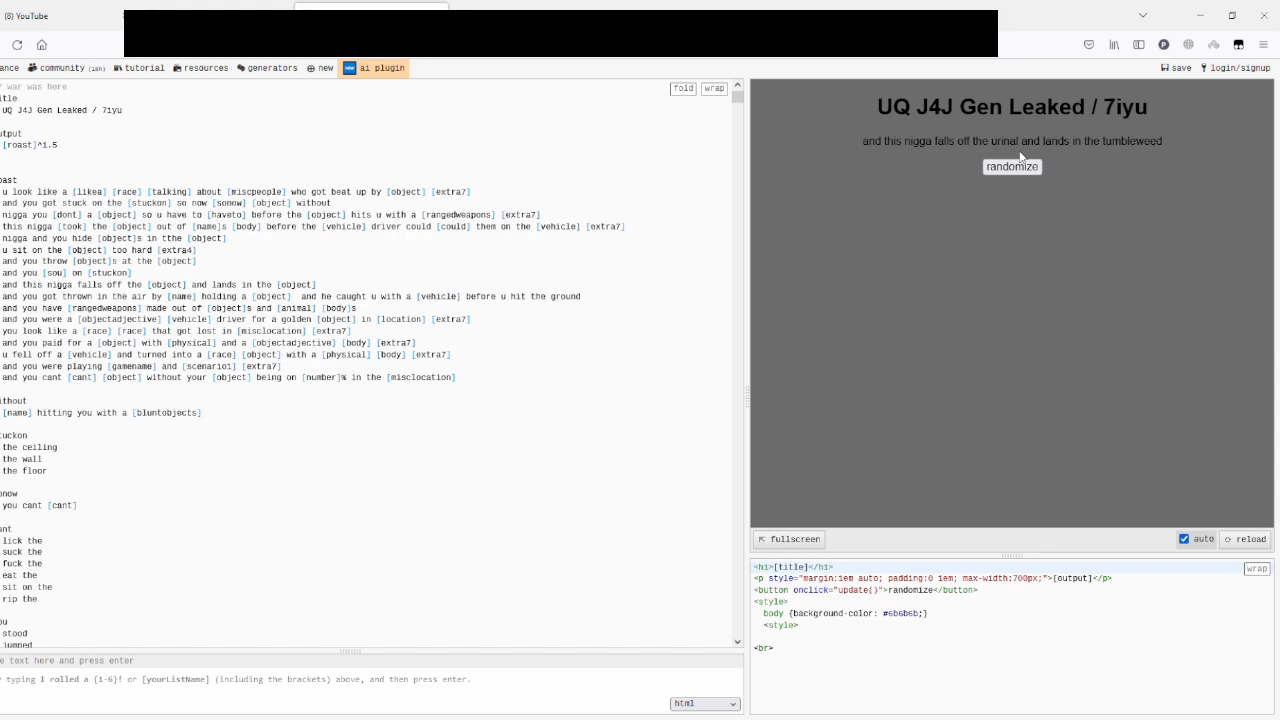 (8) YouTube
ance community (10h) tutorial resources generators new ai plugin save login/signup
/ war was here
itle
UQ J4J Gen Leaked / 7iyu
utput
[roast]^1.5
oast
u look like a [likea] [race] [talking] about [miscpeople] who got beat up by [object] [extra7]
and you got stuck on the [stuckon] so now [sonow] [object] without
nigga you [dont] a [object] so u have to [haveto] before the [object] hits u with a [rangedweapons] [extra7]
this nigga [took] the [object] out of [name]s [body] before the [vehicle] driver could [could] them on the [vehicle] [extra7]
nigga and you hide [object]s in tthe [object]
u sit on the [object] too hard [extra4]
and you throw [object]s at the [object]
and you [sou] on [stuckon]
and this nigga falls off the [object] and lands in the [object]
and you got thrown in the air by [name] holding a [object]  and he caught u with a [vehicle] before u hit the ground
and you have [rangedweapons] made out of [object]s and [animal] [body]s
and you were a [objectadjective] [vehicle] driver for a golden [object] in [location] [extra7]
you look like a [race] [race] that got lost in [misclocation] [extra7]
and you paid for a [object] with [physical] and a [objectadjective] [body] [extra7]
u fell off a [vehicle] and turned into a [race] [object] with a [physical] [body] [extra7]
and you were playing [gamename] and [scenario1] [extra7]
and you cant [cant] [object] without your [object] being on [number]% in the [misclocation]
ithout
[name] hitting you with a [bluntobjects]
tuckon
the ceiling
the wall
the floor
onow
you cant [cant]
ant
lick the
suck the
fuck the
eat the
sit on the
rip the
ou
stood
jumped
fold wrap
e text here and press enter
typing I rolled a {1-6}! or [yourListName] (including the brackets) above, and then press enter.
html
UQ J4J Gen Leaked / 7iyu
and this nigga falls off the urinal and lands in the tumbleweed
randomize
fullscreen auto reload
<h1>[title]</h1>
<p style="margin:1em auto; padding:0 1em; max-width:700px;">[output]</p>
<button onclick="update()">randomize</button>
<style>
body {background-color: #6b6b6b;}
<style>
<br>
wrap